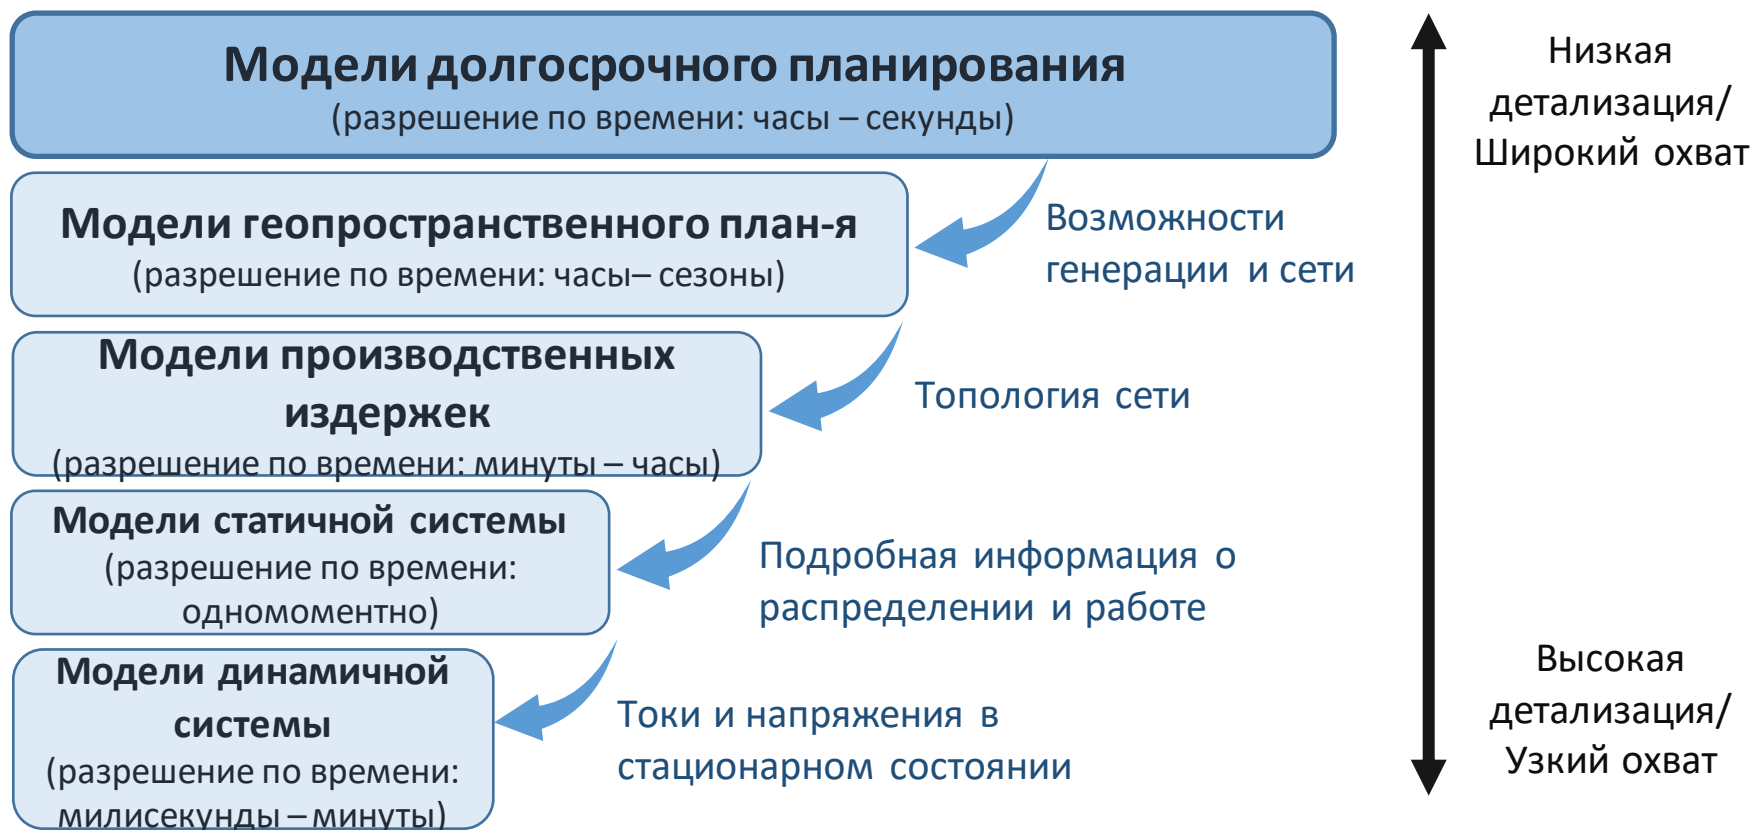 Модели долгосрочного планирования
(разрешение по времени: часы – секунды)
Модели геопространственного план-я
(разрешение по времени: часы– сезоны)
Модели производственных
издержек
(разрешение по времени: минуты – часы)
Модели статичной системы
(разрешение по времени:
одномоментно)
Модели динамичной
системы
(разрешение по времени:
милисекунды – минуты)
Возможности
генерации и сети
Топология сети
Подробная информация о
распределении и работе
Токи и напряжения в
стационарном состоянии
Низкая
детализация/
Широкий охват
Высокая
детализация/
Узкий охват